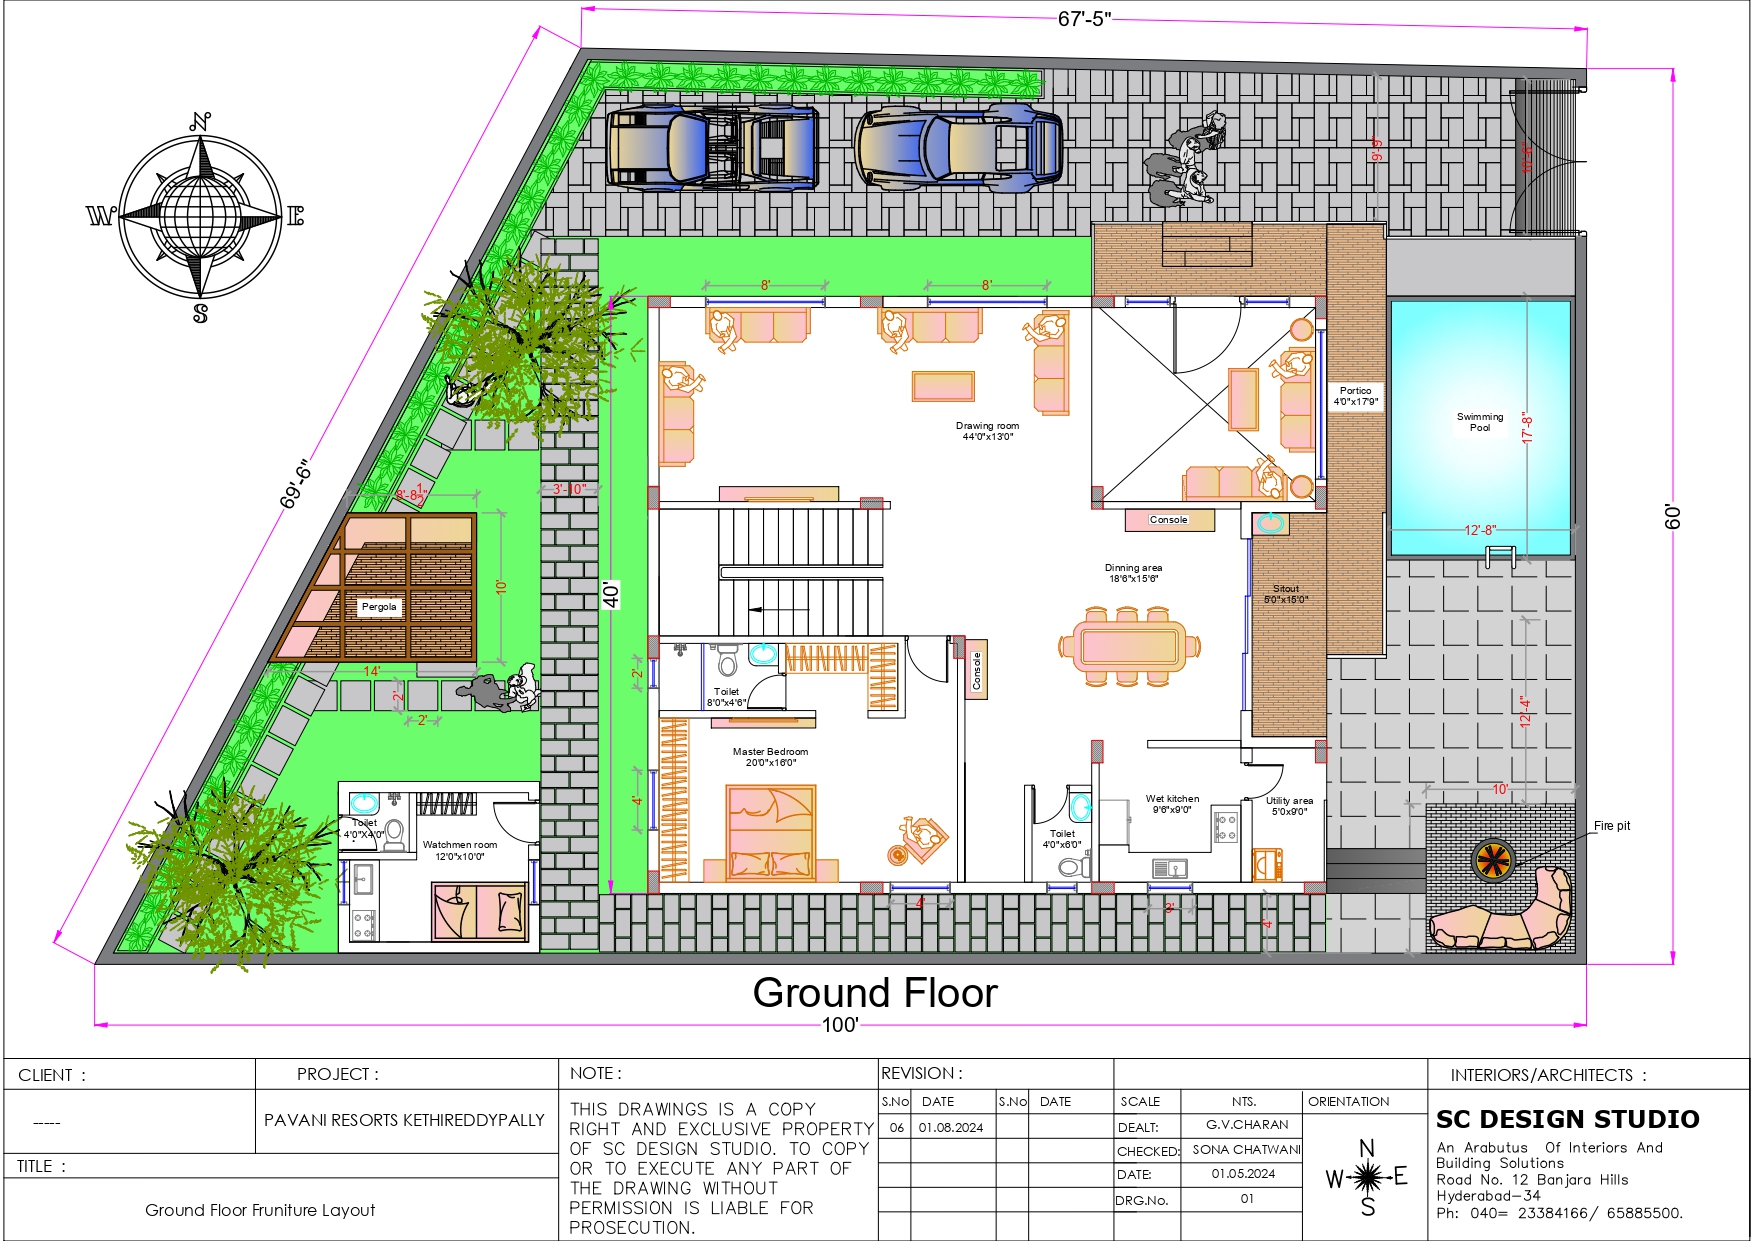 67'-5"
N
W
E
S
69'-6"
60'
9'-9"
10'-6"
8'
8'
Portico
4'0"x17'9"
Swimming
Pool
17'-8"
12'-8"
Drawing room
44'0"x13'0"
3'-10"
8'-8½"
Console
10'
Pergola
14'
2'
2'
40'
Dinning area
18'6"x15'6"
Sitout
5'0"x15'0"
Console
2'
Toilet
8'0"x4'6"
12'-4"
Master Bedroom
20'0"x16'0"
4'
10'
Wet kitchen
9'6"x9'0"
Utility area
5'0x9'0"
Fire pit
Toilet
4'0"X4'0"
Watchmen room
12'0"x10'0"
Toilet
4'0"x6'0"
4'
3'
4'
Ground Floor
100'
CLIENT :
-----
PROJECT :
PAVANI RESORTS KETHIREDDYPALLY
TITLE :
Ground Floor Fruniture Layout
NOTE :
THIS DRAWINGS IS A COPY
RIGHT AND EXCLUSIVE PROPERTY
OF SC DESIGN STUDIO. TO COPY
OR TO EXECUTE ANY PART OF
THE DRAWING WITHOUT
PERMISSION IS LIABLE FOR
PROSECUTION.
REVISION :
S.No DATE S.No DATE
06 01.08.2024
SCALE NTS.
DEALT: G.V.CHARAN
CHECKED: SONA CHATWANI
DATE: 01.05.2024
DRG.No. 01
ORIENTATION
N
W E
S
INTERIORS/ARCHITECTS :
SC DESIGN STUDIO
An Arabutus Of Interiors And
Building Solutions
Road No. 12 Banjara Hills
Hyderabad-34
Ph: 040= 23384166/ 65885500.